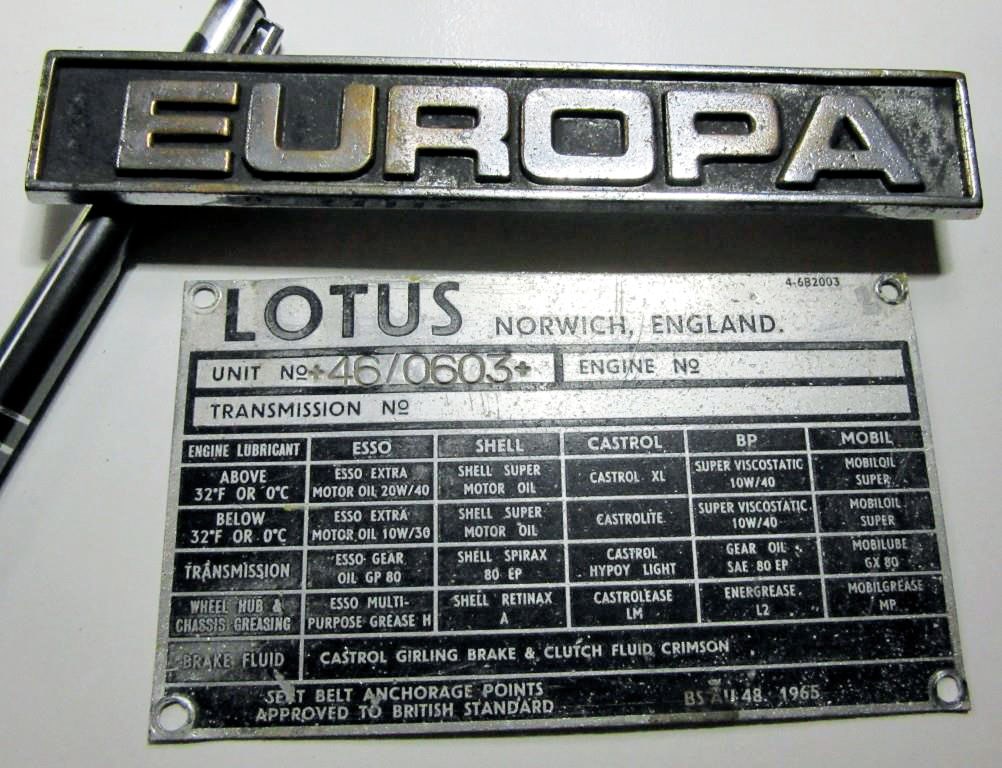 EUROPA
4-6B2003
LOTUS NORWICH, ENGLAND.
UNIT Nº +46/0603+ ENGINE Nº
TRANSMISSION Nº
ENGINE LUBRICANT ESSO SHELL CASTROL BP MOBIL
ABOVE 32°F OR 0°C ESSO EXTRA MOTOR OIL 20W/40 SHELL SUPER MOTOR OIL CASTROL XL SUPER VISCOSTATIC 10W/40 MOBILOIL SUPER
BELOW 32°F OR 0°C ESSO EXTRA MOTOR OIL 10W/30 SHELL SUPER MOTOR OIL CASTROLITE SUPER VISCOSTATIC 10W/40 MOBILOIL SUPER
TRANSMISSION ESSO GEAR OIL GP 80 SHELL SPIRAX 80 EP CASTROL HYPOY LIGHT GEAR OIL SAE 80 EP MOBILUBE GX 80
WHEEL HUB & CHASSIS GREASING ESSO MULTI-PURPOSE GREASE H SHELL RETINAX A CASTROLEASE LM ENERGREASE L2 MOBILGREASE MP
BRAKE FLUID CASTROL GIRLING BRAKE & CLUTCH FLUID CRIMSON
SEAT BELT ANCHORAGE POINTS
APPROVED TO BRITISH STANDARD BS AU 48 1965